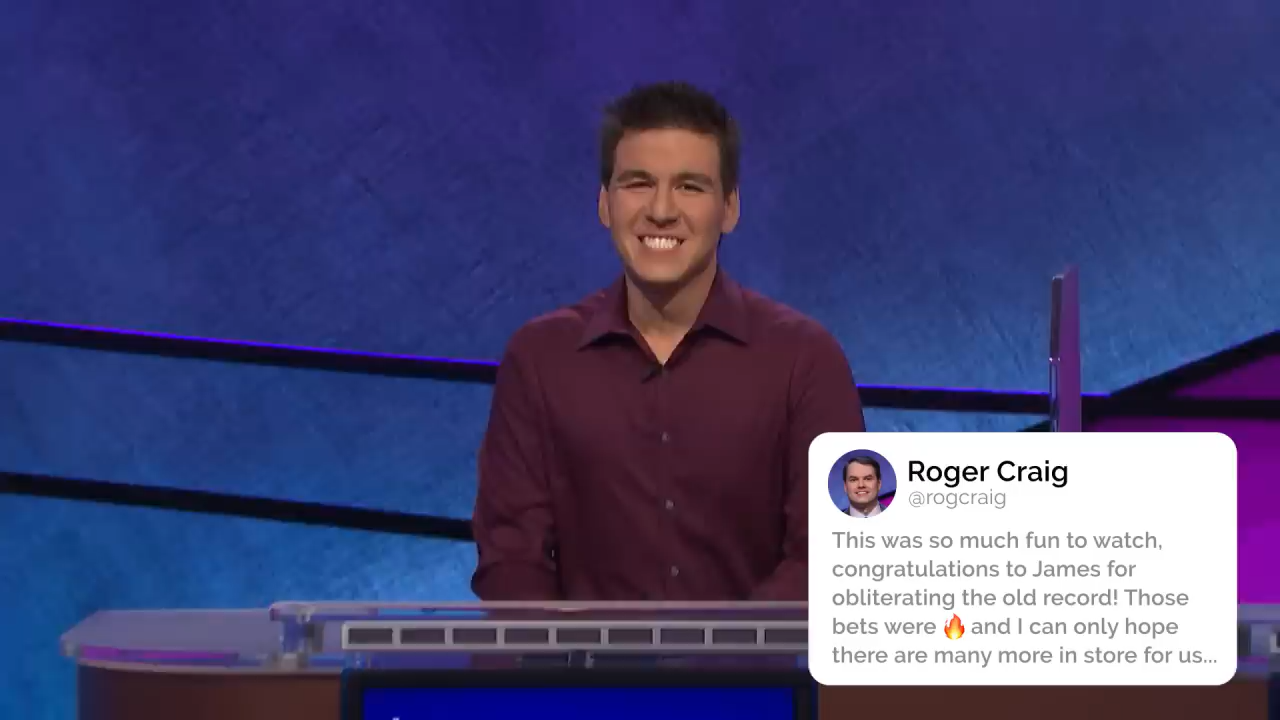 Roger Craig
@rogcraig
This was so much fun to watch,
congratulations to James for
obliterating the old record! Those
bets were 🔥 and I can only hope
there are many more in store for us...